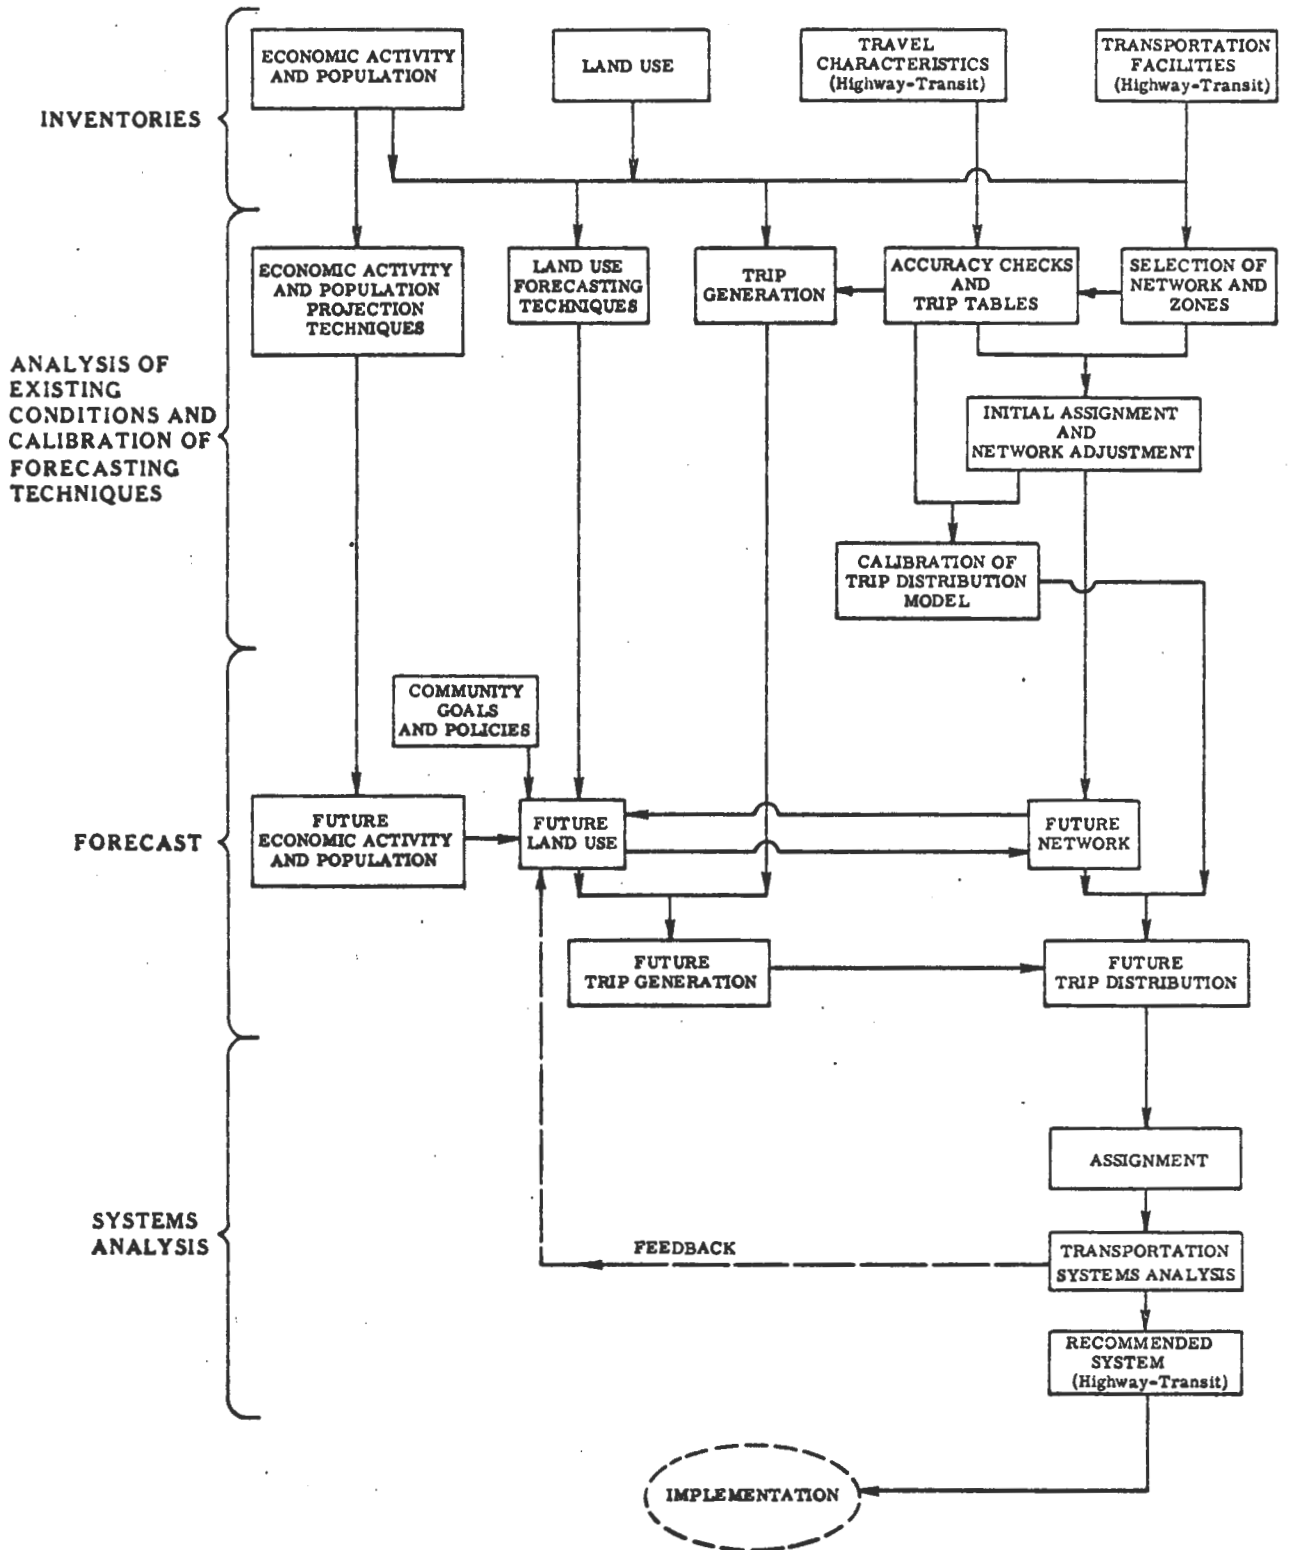 ECONOMIC ACTIVITY
AND POPULATION
LAND USE
TRAVEL
CHARACTERISTICS
(Highway-Transit)
TRANSPORTATION
FACILITIES
(Highway-Transit)
INVENTORIES
ECONOMIC ACTIVITY
AND POPULATION
PROJECTION
TECHNIQUES
LAND USE
FORECASTING
TECHNIQUES
TRIP
GENERATION
ACCURACY CHECKS
AND
TRIP TABLES
SELECTION OF
NETWORK AND
ZONES
ANALYSIS OF
EXISTING
CONDITIONS AND
CALIBRATION OF
FORECASTING
TECHNIQUES
INITIAL ASSIGNMENT
AND
NETWORK ADJUSTMENT
CALIBRATION OF
TRIP DISTRIBUTION
MODEL
COMMUNITY
GOALS
AND POLICIES
FORECAST
FUTURE
ECONOMIC ACTIVITY
AND POPULATION
FUTURE
LAND USE
FUTURE
NETWORK
FUTURE
TRIP GENERATION
FUTURE
TRIP DISTRIBUTION
ASSIGNMENT
SYSTEMS
ANALYSIS
FEEDBACK
TRANSPORTATION
SYSTEMS ANALYSIS
RECOMMENDED
SYSTEM
(Highway-Transit)
IMPLEMENTATION